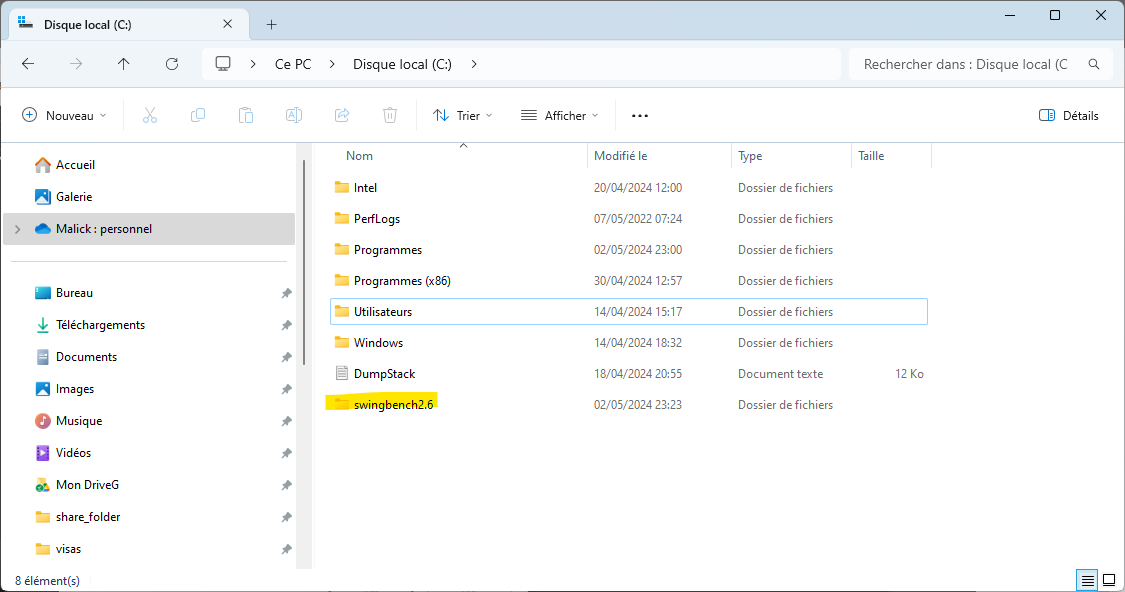 Disque local (C:)
Ce PC Disque local (C:) Rechercher dans : Disque local (C
Nouveau Trier Afficher Détails
Accueil
Galerie
Malick : personnel
Bureau
Téléchargements
Documents
Images
Musique
Vidéos
Mon DriveG
share_folder
visas
Nom Modifié le Type Taille
Intel 20/04/2024 12:00 Dossier de fichiers
PerfLogs 07/05/2022 07:24 Dossier de fichiers
Programmes 02/05/2024 23:00 Dossier de fichiers
Programmes (x86) 30/04/2024 12:57 Dossier de fichiers
Utilisateurs 14/04/2024 15:17 Dossier de fichiers
Windows 14/04/2024 18:32 Dossier de fichiers
DumpStack 18/04/2024 20:55 Document texte 12 Ko
swingbench2.6 02/05/2024 23:23 Dossier de fichiers
8 élément(s)